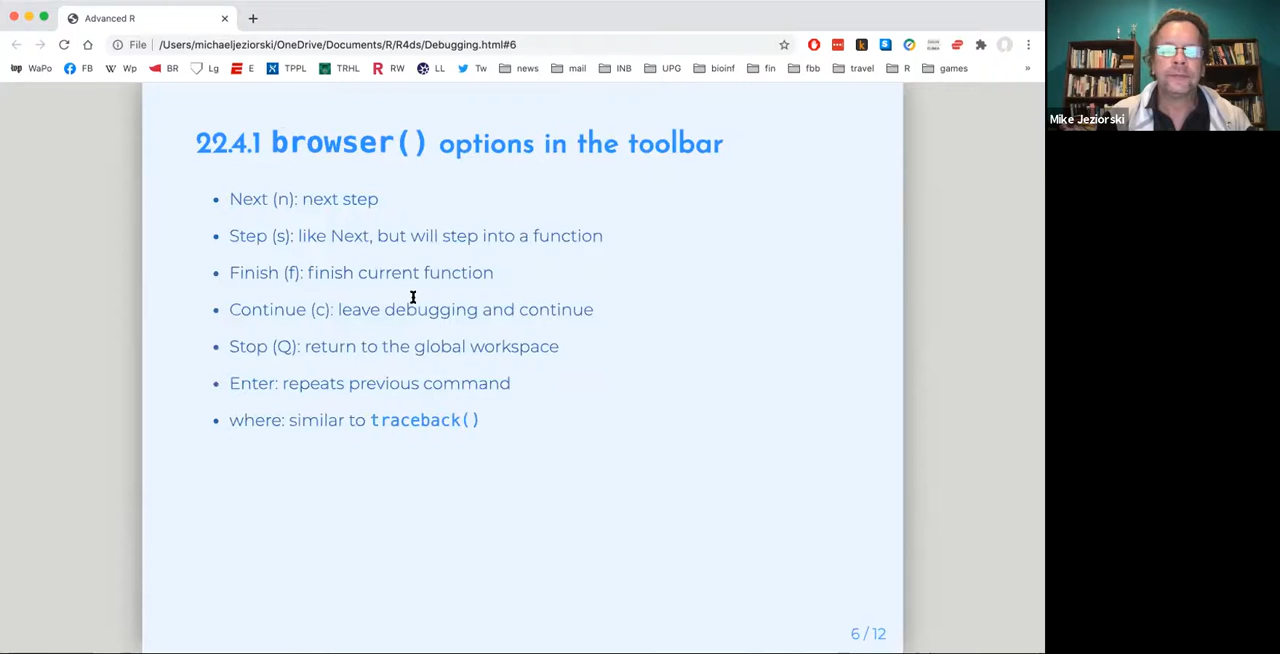 Advanced R
File
/Users/michaeljeziorski/OneDrive/Documents/R/R4ds/Debugging.html#6
WaPo FB Wp BR Lg E TPPL TRHL RW LL Tw news mail INB UPG bioinf fin fbb travel R games »
Mike Jeziorski
22.4.1 browser() options in the toolbar
• Next (n): next step
• Step (s): like Next, but will step into a function
• Finish (f): finish current function
• Continue (c): leave debugging and continue
• Stop (Q): return to the global workspace
• Enter: repeats previous command
• where: similar to traceback()
6 / 12